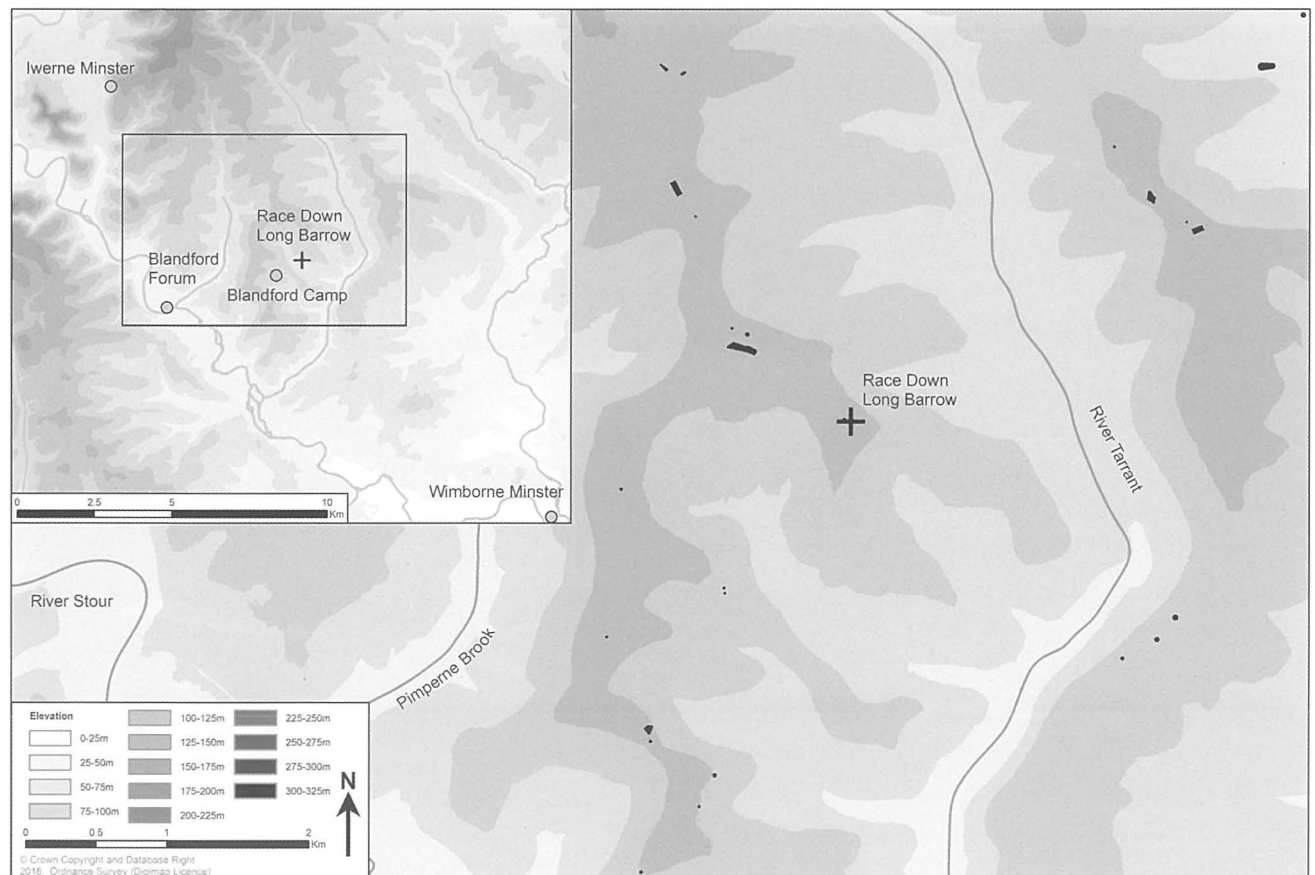 Iwerne Minster
Race Down
Long Barrow
Blandford
Forum
Blandford Camp
Wimborne Minster
0 2.5 5 10
Km
Race Down
Long Barrow
River Tarrant
River Stour
Pimperne Brook
Elevation
0-25m
25-50m
50-75m
75-100m
100-125m
125-150m
150-175m
175-200m
200-225m
225-250m
250-275m
275-300m
300-325m
N
0 0.5 1 2
Km
© Crown Copyright and Database Right
2016. Ordnance Survey (Digimap Licence)